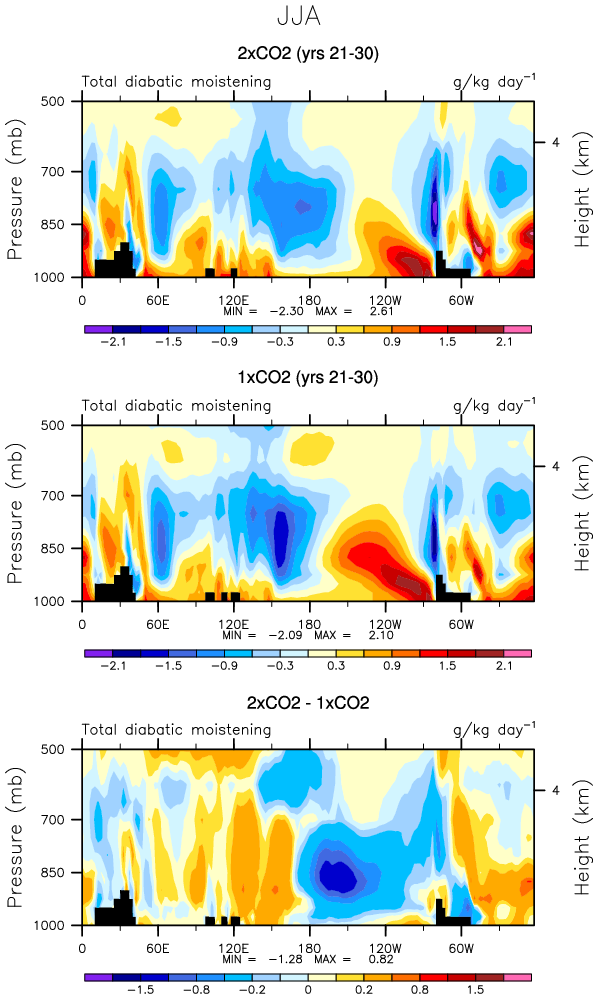 JJA
2xCO2 (yrs 21-30)
Total diabatic moistening g/kg day⁻¹
Pressure (mb)
500
700
850
1000
4
Height (km)
0 60E 120E 180 120W 60W
MIN = -2.30 MAX = 2.61
-2.1 -1.5 -0.9 -0.3 0.3 0.9 1.5 2.1
1xCO2 (yrs 21-30)
Total diabatic moistening g/kg day⁻¹
Pressure (mb)
500
700
850
1000
4
Height (km)
0 60E 120E 180 120W 60W
MIN = -2.09 MAX = 2.10
-2.1 -1.5 -0.9 -0.3 0.3 0.9 1.5 2.1
2xCO2 - 1xCO2
Total diabatic moistening g/kg day⁻¹
Pressure (mb)
500
700
850
1000
4
Height (km)
0 60E 120E 180 120W 60W
MIN = -1.28 MAX = 0.82
-1.5 -0.8 -0.2 0 0.2 0.8 1.5